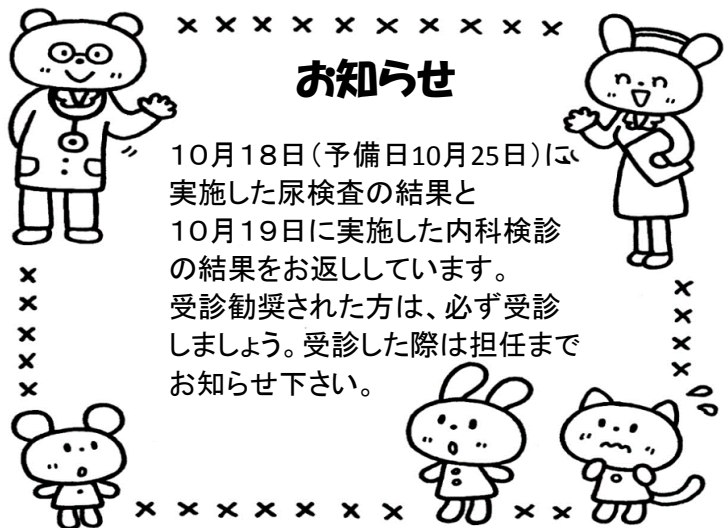 お知らせ
10月18日(予備日10月25日)に
実施した尿検査の結果と
10月19日に実施した内科検診
の結果をお返ししています。
受診勧奨された方は、必ず受診
しましょう。受診した際は担任まで
お知らせ下さい。